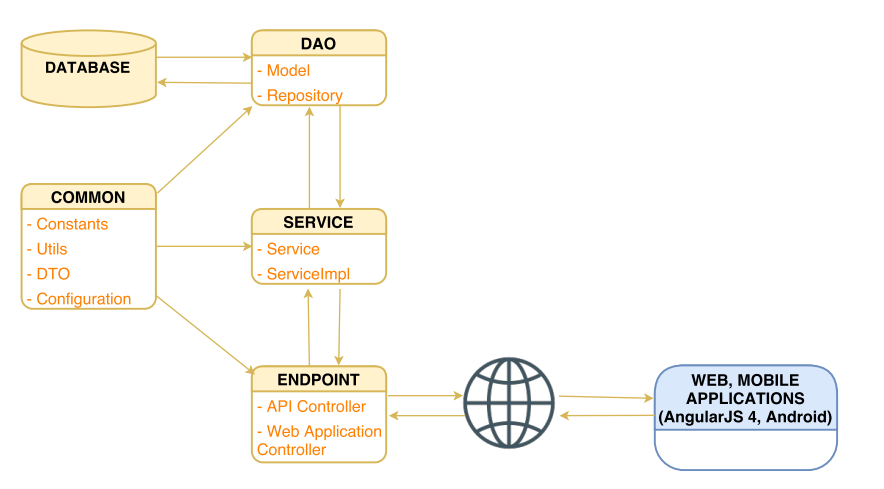 DATABASE
DAO
- Model
- Repository
COMMON
- Constants
- Utils
- DTO
- Configuration
SERVICE
- Service
- ServiceImpl
ENDPOINT
- API Controller
- Web Application
Controller
WEB, MOBILE
APPLICATIONS
(AngularJS 4, Android)